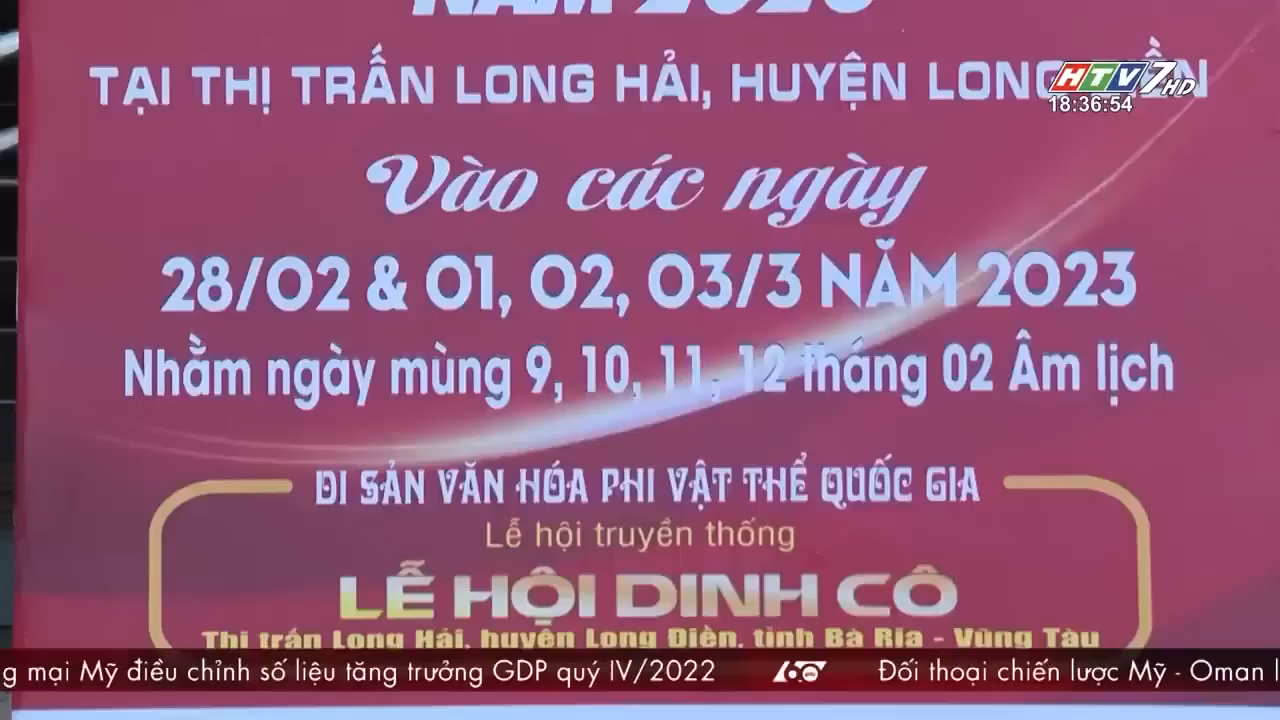 NĂM 2023
TẠI THỊ TRẤN LONG HẢI, HUYỆN LONG
HTV7 HD
18:36:54
Vào các ngày
28/02 & 01, 02, 03/3 NĂM 2023
Nhằm ngày mùng 9, 10, 11, 12 tháng 02 Âm lịch
DI SẢN VĂN HÓA PHI VẬT THỂ QUỐC GIA
Lễ hội truyền thống
LỄ HỘI DINH CÔ
Thị trấn Long Hải, huyện Long Điền, tỉnh Bà Rịa - Vũng Tàu
mại Mỹ điều chỉnh số liệu tăng trưởng GDP quý IV/2022 60 giây Đối thoại chiến lược Mỹ - Oman